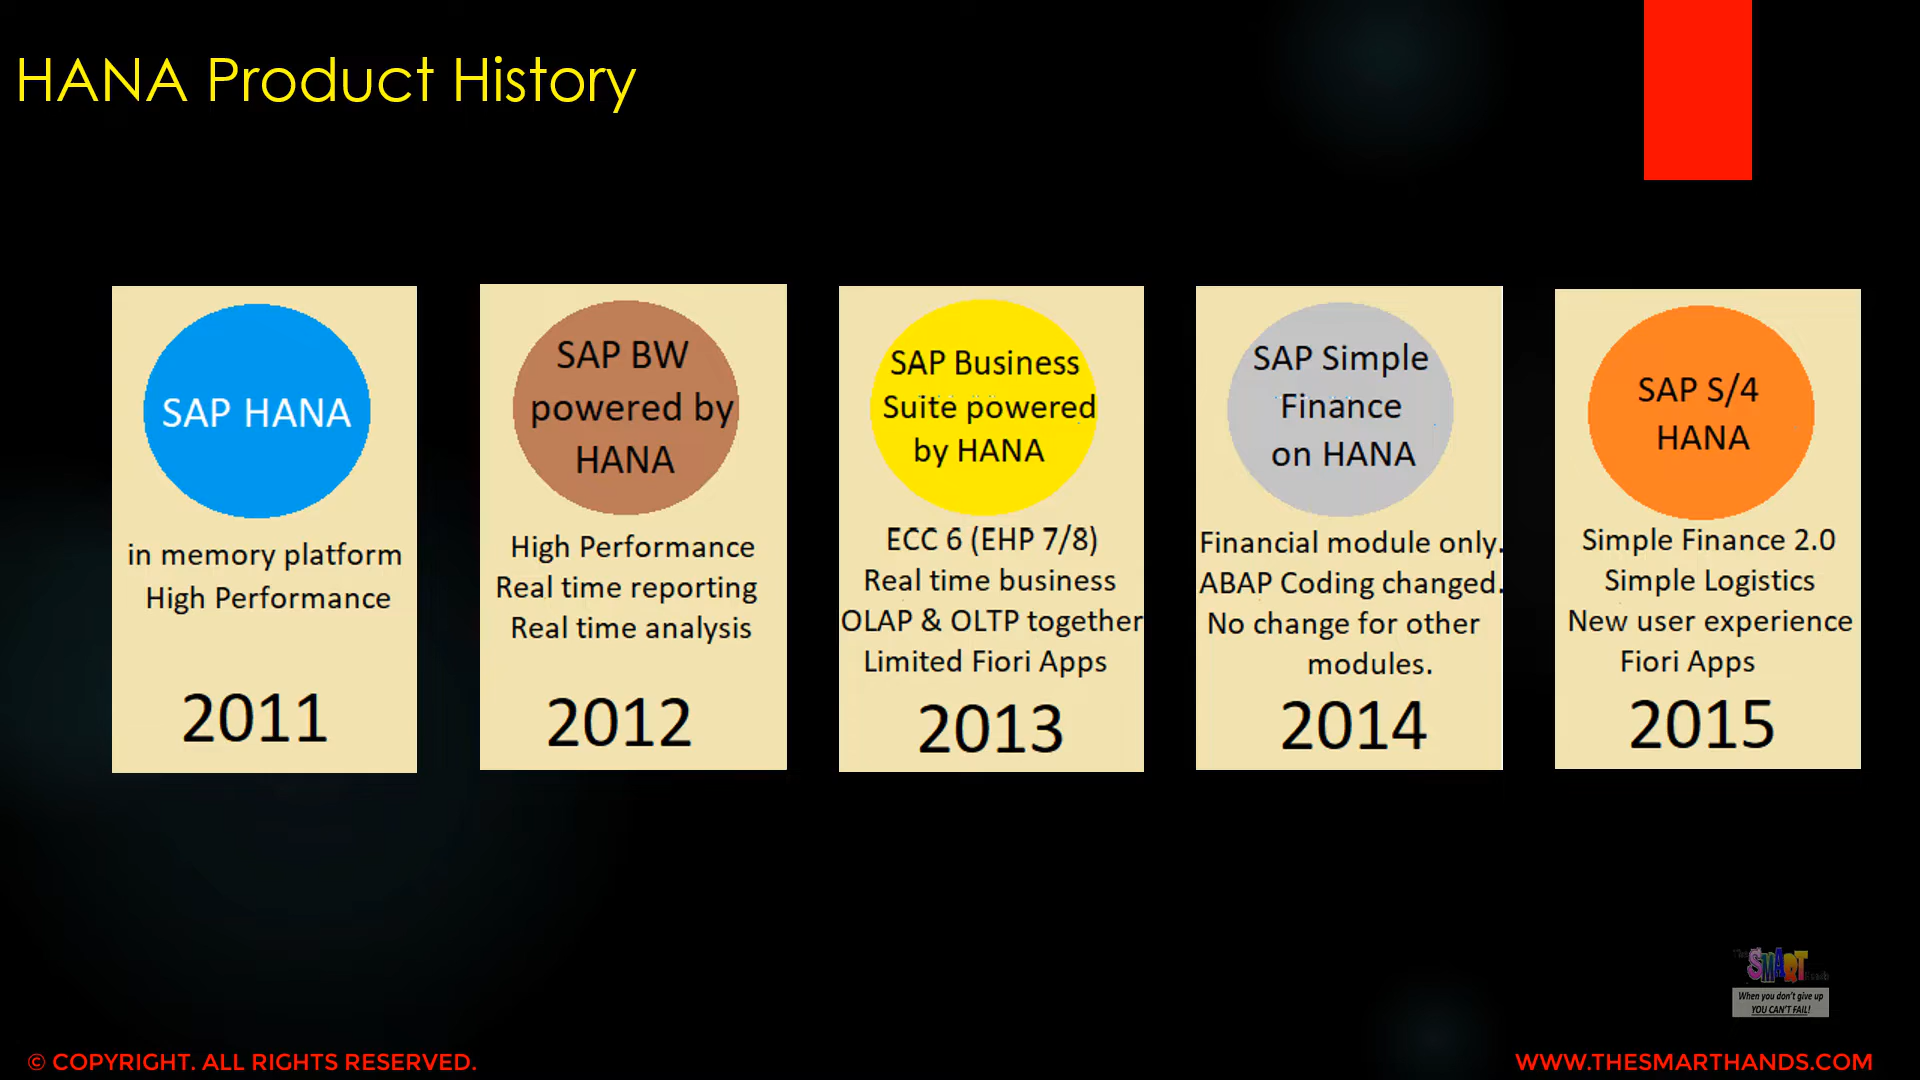 HANA Product History
SAP HANA
in memory platform
High Performance
2011
SAP BW
powered by
HANA
High Performance
Real time reporting
Real time analysis
2012
SAP Business
Suite powered
by HANA
ECC 6 (EHP 7/8)
Real time business
OLAP & OLTP together
Limited Fiori Apps
2013
SAP Simple
Finance
on HANA
Financial module only.
ABAP Coding changed.
No change for other
modules.
2014
SAP S/4
HANA
Simple Finance 2.0
Simple Logistics
New user experience
Fiori Apps
2015
SMART
When you don't give up
YOU CAN'T FAIL!
© COPYRIGHT. ALL RIGHTS RESERVED.
WWW.THESMARTHANDS.COM